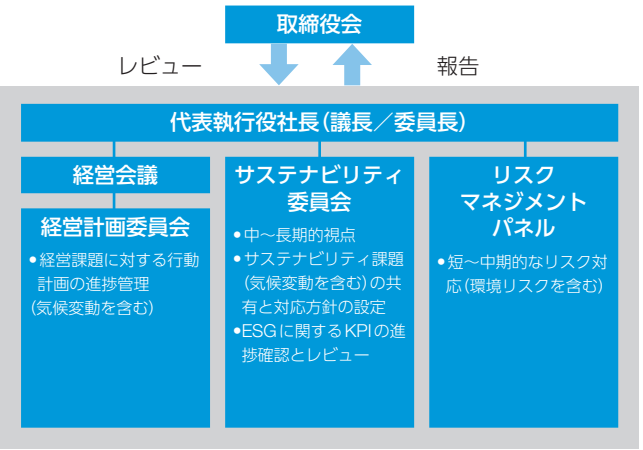 取締役会
レビュー
報告
代表執行役社長(議長／委員長)
経営会議
経営計画委員会
●経営課題に対する行動
計画の進捗管理
(気候変動を含む)
サステナビリティ
委員会
●中〜長期的視点
●サステナビリティ課題
(気候変動を含む)の共
有と対応方針の設定
●ESGに関するKPIの進
捗確認とレビュー
リスク
マネジメント
パネル
●短〜中期的なリスク対
応(環境リスクを含む)